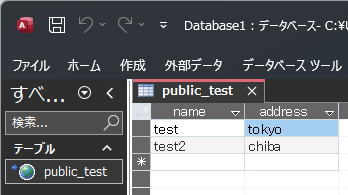 Database1 : データベース- C:¥U
ファイル ホーム 作成 外部データ データベース ツール
すべ...
public_test
検索...
name address
test tokyo
テーブル
test2 chiba
public_test